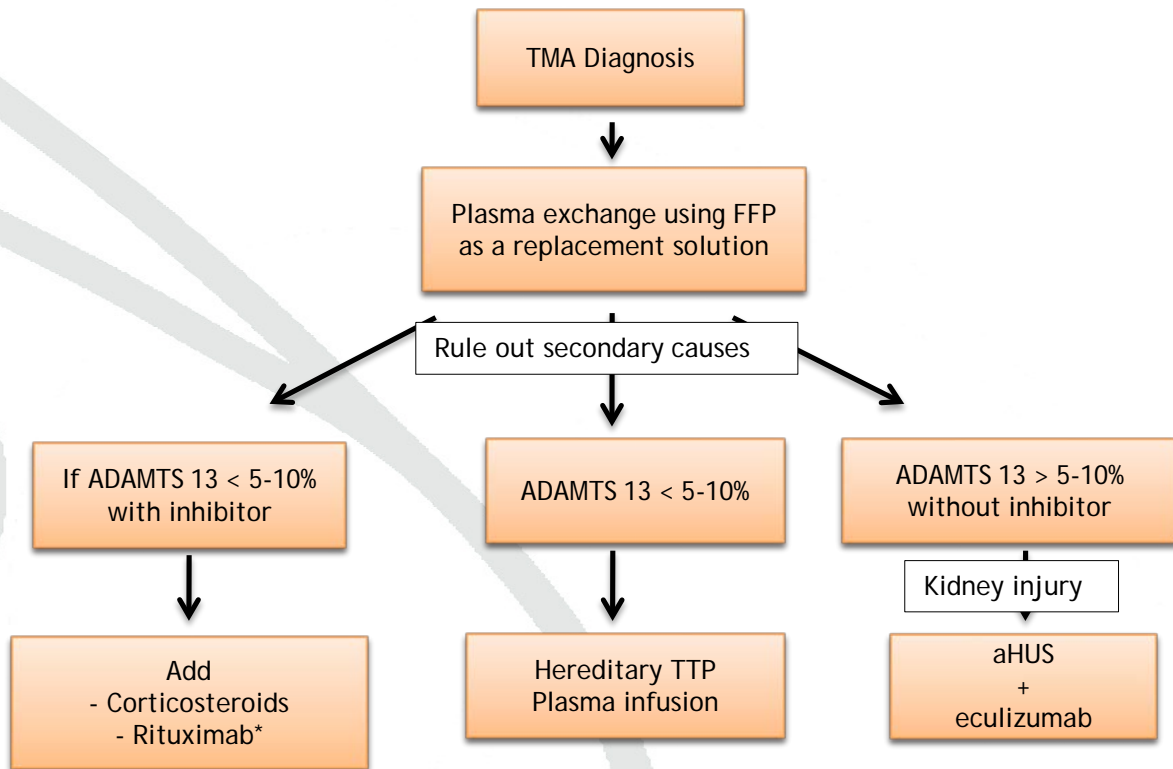 TMA Diagnosis
Plasma exchange using FFP
as a replacement solution
Rule out secondary causes
If ADAMTS 13 < 5-10%
with inhibitor
ADAMTS 13 < 5-10%
ADAMTS 13 > 5-10%
without inhibitor
Kidney injury
Add
- Corticosteroids
- Rituximab*
Hereditary TTP
Plasma infusion
aHUS
+
eculizumab